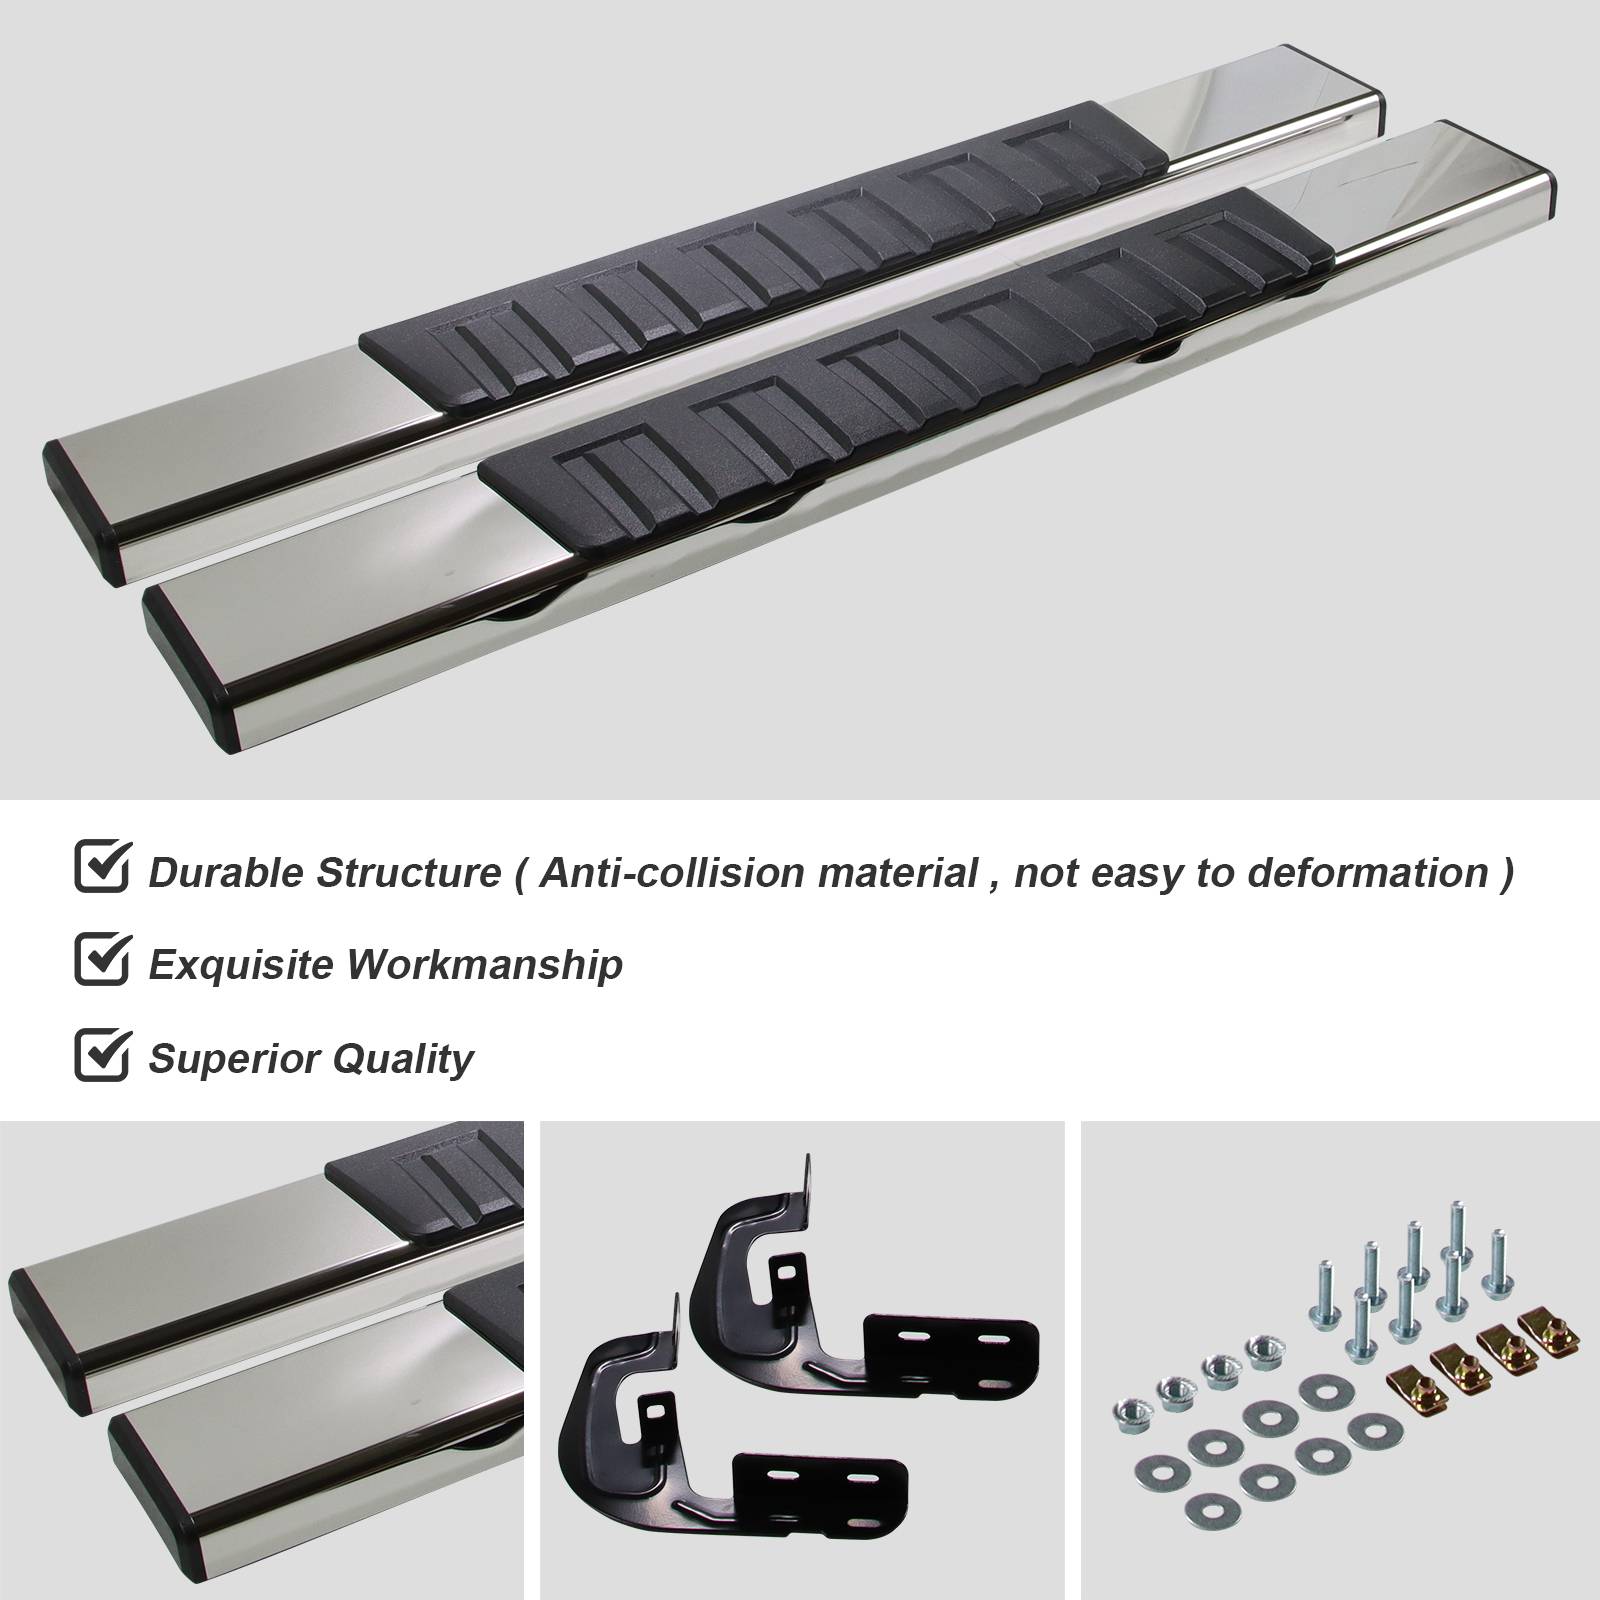 Durable Structure ( Anti-collision material , not easy to deformation )
Exquisite Workmanship
Superior Quality